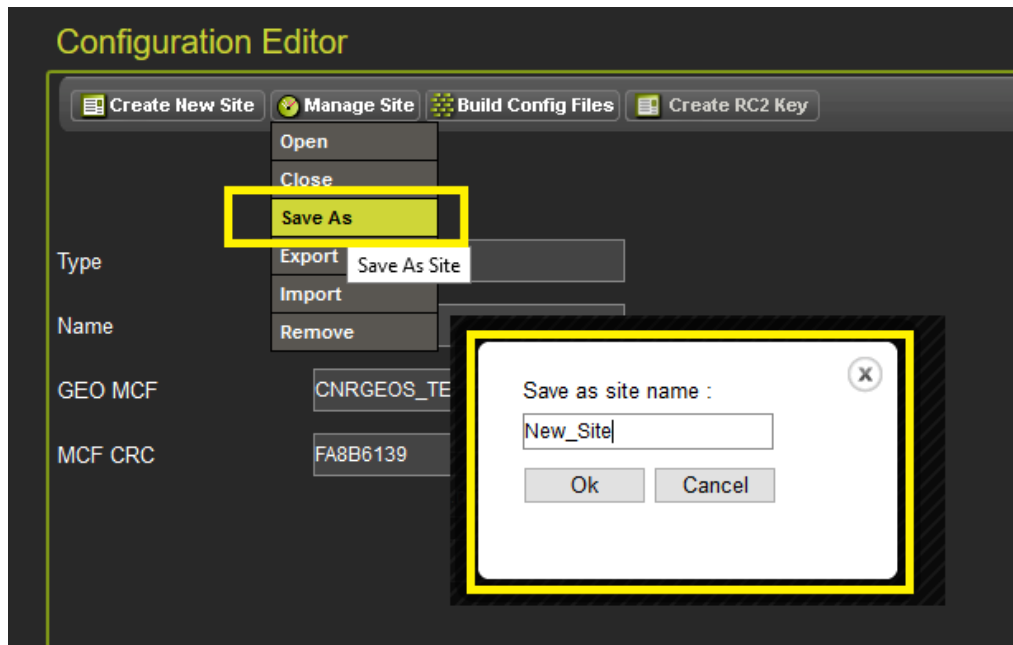 Configuration Editor
Create New Site Manage Site Build Config Files Create RC2 Key
Open
Close
Save As
Export
Save As Site
Import
Remove
Type
Name
GEO MCF CNRGEOS_TE
MCF CRC FA8B6139
Save as site name :
New_Site
Ok Cancel